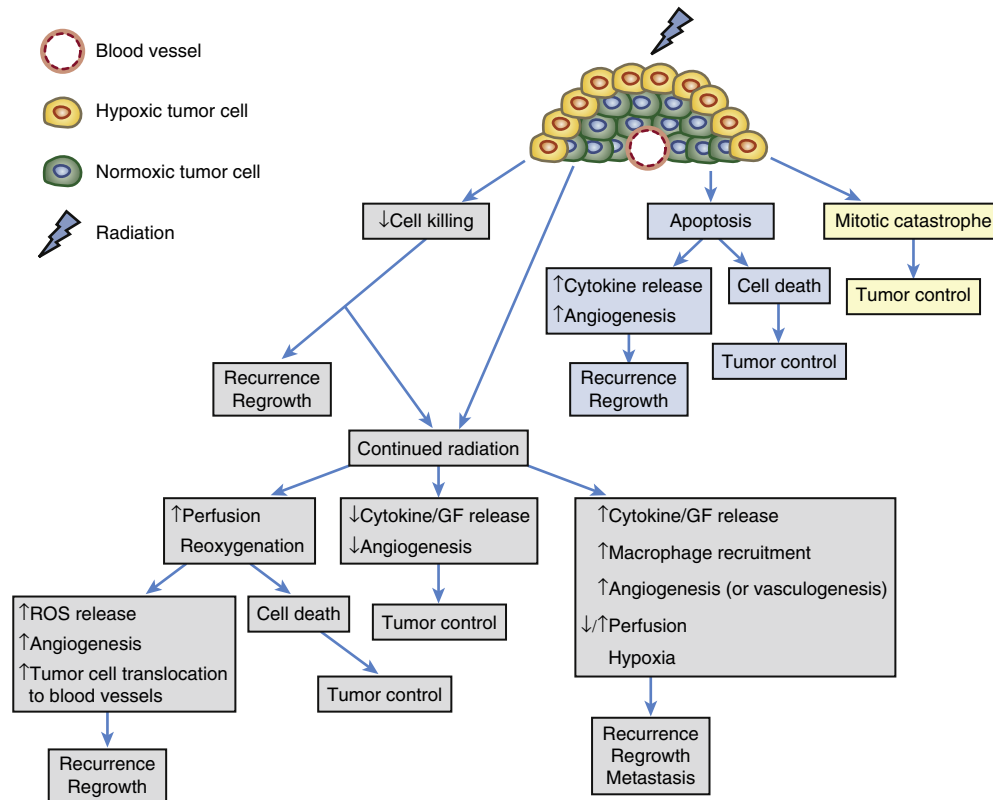 Blood vessel
Hypoxic tumor cell
Normoxic tumor cell
Radiation
↓Cell killing
Apoptosis
Mitotic catastrophe
↑Cytokine release
↑Angiogenesis
Cell death
Tumor control
Tumor control
Recurrence
Regrowth
Recurrence
Regrowth
Continued radiation
↑Perfusion
Reoxygenation
↓Cytokine/GF release
↓Angiogenesis
↑Cytokine/GF release
↑Macrophage recruitment
↑Angiogenesis (or vasculogenesis)
↓/↑Perfusion
Hypoxia
↑ROS release
↑Angiogenesis
↑Tumor cell translocation
to blood vessels
Cell death
Tumor control
Tumor control
Recurrence
Regrowth
Recurrence
Regrowth
Metastasis